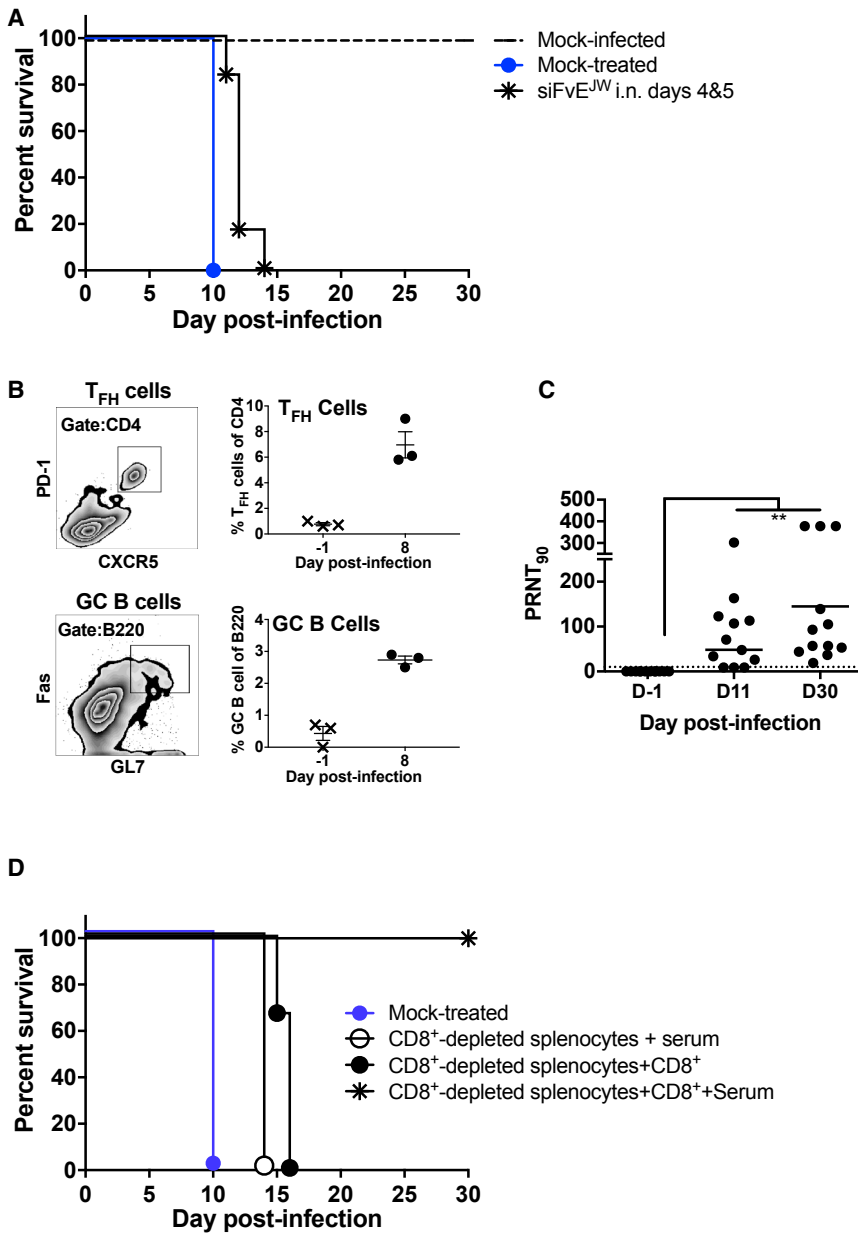 A
Percent survival
100
80
60
40
20
0
0 5 10 15 20 25 30
Day post-infection
Mock-infected
Mock-treated
siFvE^JW i.n. days 4&5
B
T_FH cells
Gate:CD4
PD-1
CXCR5
T_FH Cells
% T_FH cells of CD4
10
8
6
4
2
0
-1 8
Day post-infection
GC B cells
Gate:B220
Fas
GL7
GC B Cells
% GC B cell of B220
4
3
2
1
0
-1 8
Day post-infection
C
PRNT_90
500
400
300
200
100
0
**
D-1 D11 D30
Day post-infection
D
Percent survival
100
80
60
40
20
0
0 5 10 15 20 25 30
Day post-infection
Mock-treated
CD8⁺-depleted splenocytes + serum
CD8⁺-depleted splenocytes+CD8⁺
CD8⁺-depleted splenocytes+CD8⁺+Serum